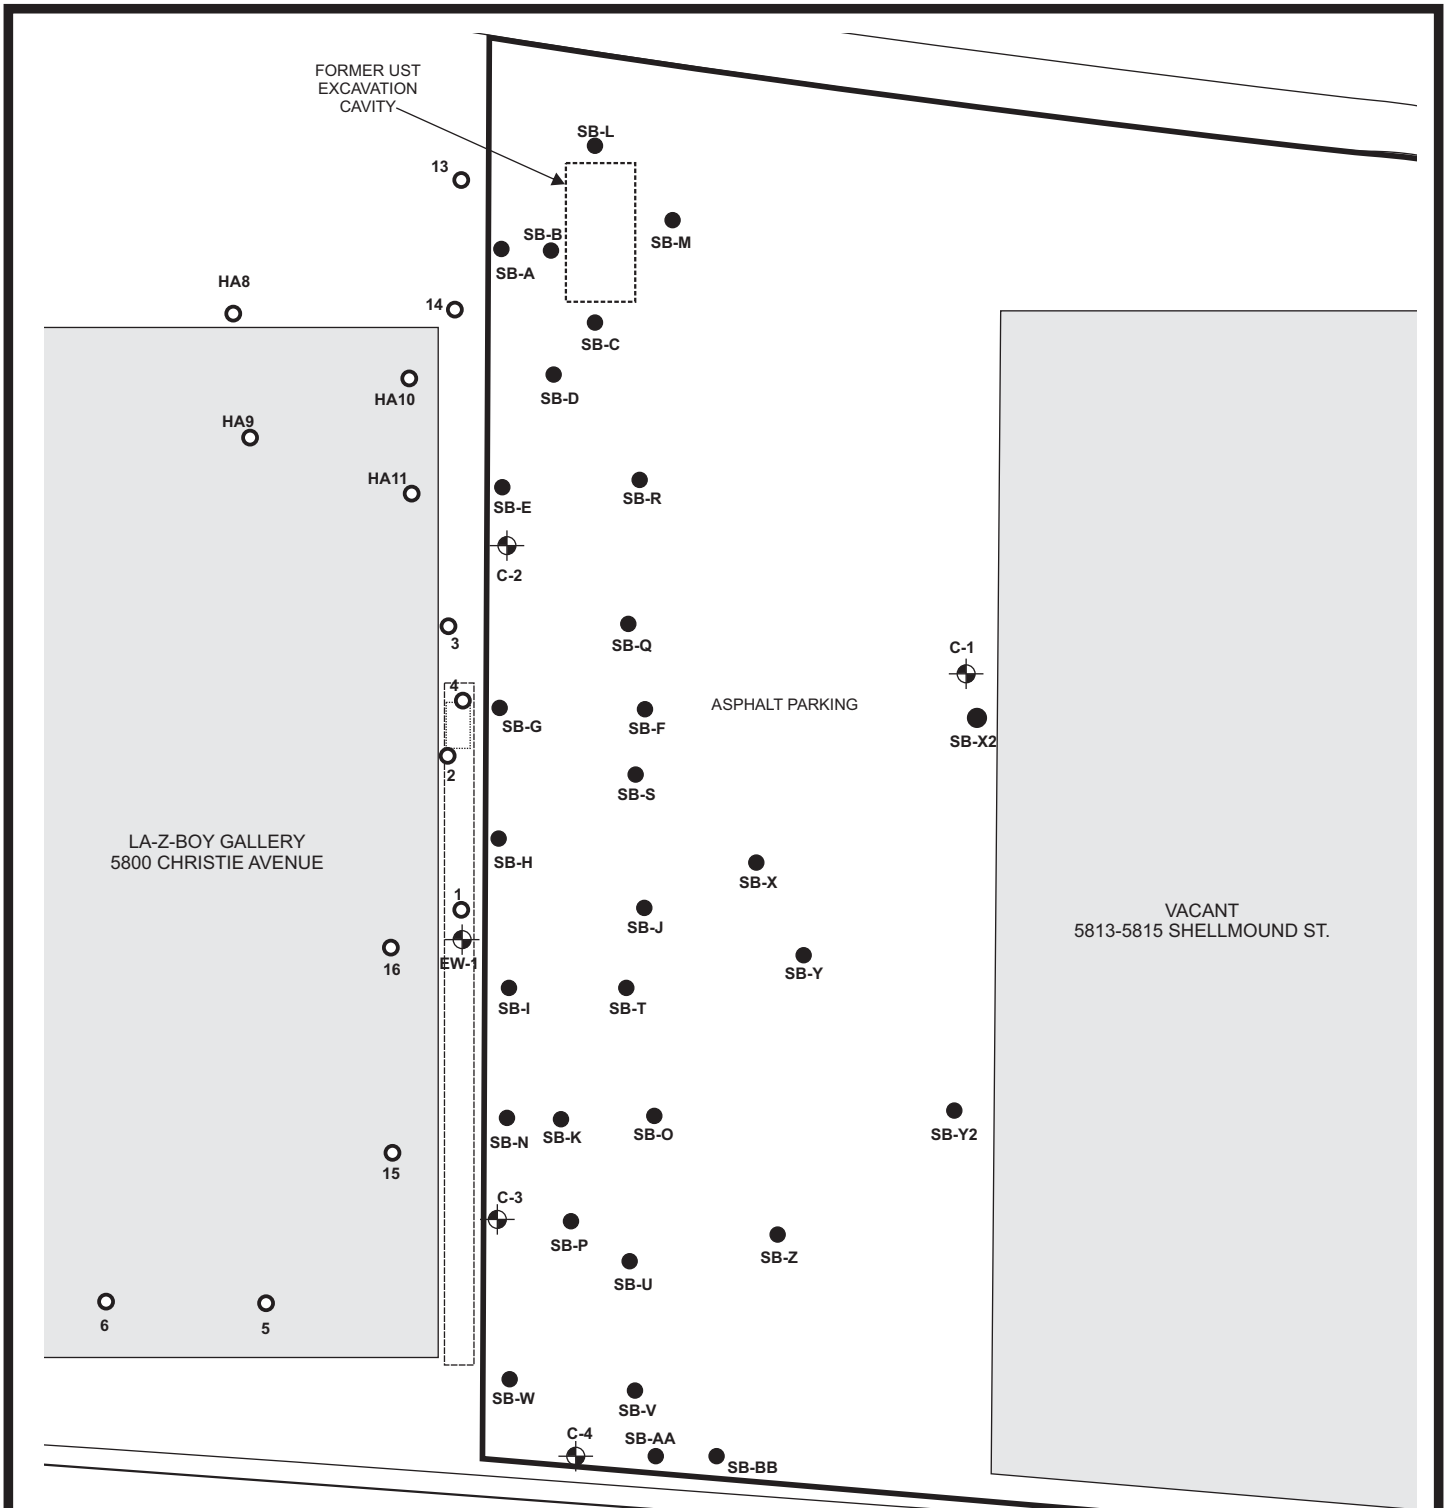 FORMER UST
EXCAVATION
CAVITY
SB-L
13
SB-M
SB-B
SB-A
HA8
14
SB-C
HA10
SB-D
HA9
HA11
SB-R
SB-E
C-2
3
SB-Q
C-1
4
ASPHALT PARKING
SB-G
SB-F
SB-X2
2
SB-S
LA-Z-BOY GALLERY
5800 CHRISTIE AVENUE
SB-H
SB-X
1
VACANT
5813-5815 SHELLMOUND ST.
SB-J
16
EW-1
SB-Y
SB-I
SB-T
SB-N
SB-K
SB-O
SB-Y2
15
C-3
SB-P
SB-Z
SB-U
6
5
SB-W
SB-V
C-4
SB-AA
SB-BB